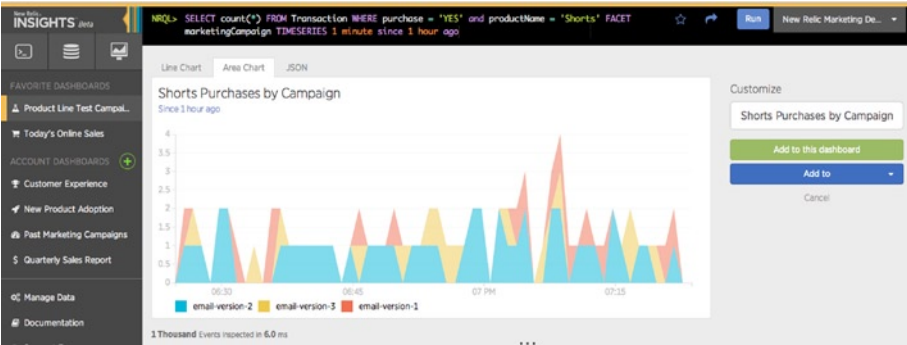 New Relic.
INSIGHTS Beta
NRQL> SELECT count(*) FROM Transaction WHERE purchase = 'YES' and productName = 'Shorts' FACET
marketingCampaign TIMESERIES 1 minute since 1 hour ago
Run
New Relic Marketing De...
FAVORITE DASHBOARDS
Product Line Test Campai...
Today's Online Sales
ACCOUNT DASHBOARDS
Customer Experience
New Product Adoption
Past Marketing Campaigns
Quarterly Sales Report
Manage Data
Documentation
Line Chart
Area Chart
JSON
Shorts Purchases by Campaign
Since 1 hour ago
4
3.5
3
2.5
2
1.5
1
0.5
0
06:30
06:45
07 PM
07:15
email-version-2
email-version-3
email-version-1
1 Thousand Events Inspected in 6.0 ms
Customize
Shorts Purchases by Campaign
Add to this dashboard
Add to
Cancel